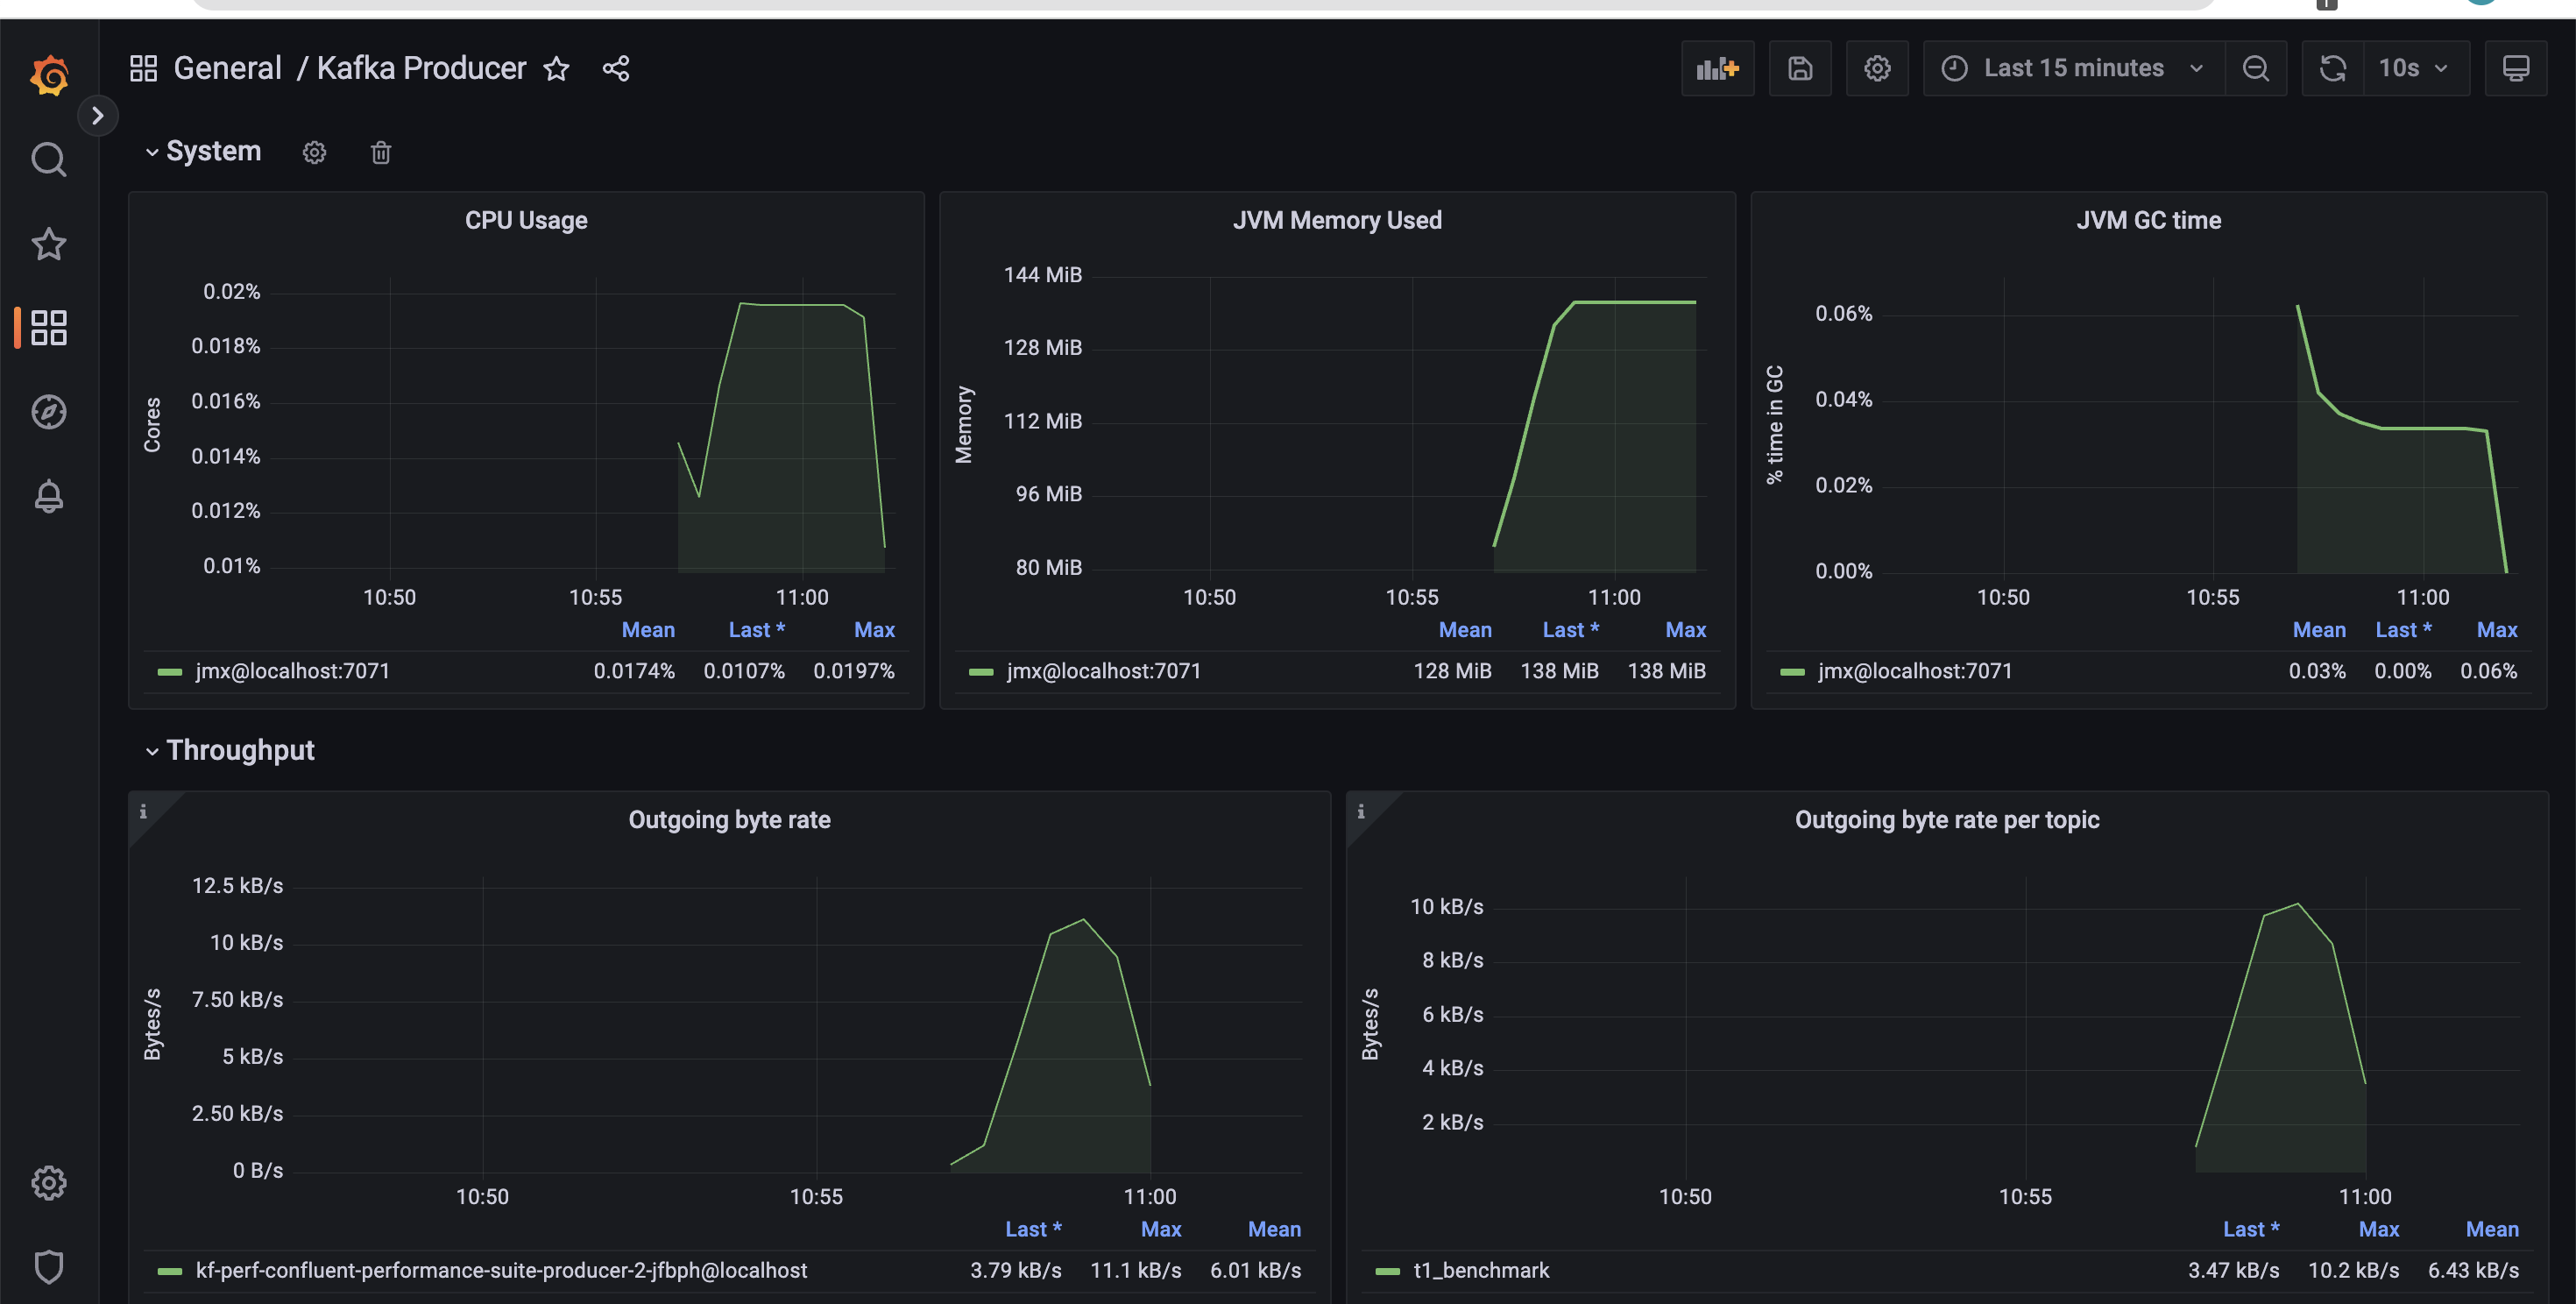 General / Kafka Producer
Last 15 minutes
10s
System
CPU Usage
Cores
0.02%
0.018%
0.016%
0.014%
0.012%
0.01%
10:50 10:55 11:00
Mean Last * Max
jmx@localhost:7071 0.0174% 0.0107% 0.0197%
JVM Memory Used
Memory
144 MiB
128 MiB
112 MiB
96 MiB
80 MiB
10:50 10:55 11:00
Mean Last * Max
jmx@localhost:7071 128 MiB 138 MiB 138 MiB
JVM GC time
% time in GC
0.06%
0.04%
0.02%
0.00%
10:50 10:55 11:00
Mean Last * Max
jmx@localhost:7071 0.03% 0.00% 0.06%
Throughput
i
Outgoing byte rate
Bytes/s
12.5 kB/s
10 kB/s
7.50 kB/s
5 kB/s
2.50 kB/s
0 B/s
10:50 10:55 11:00
Last * Max Mean
kf-perf-confluent-performance-suite-producer-2-jfbph@localhost 3.79 kB/s 11.1 kB/s 6.01 kB/s
i
Outgoing byte rate per topic
Bytes/s
10 kB/s
8 kB/s
6 kB/s
4 kB/s
2 kB/s
10:50 10:55 11:00
Last * Max Mean
t1_benchmark 3.47 kB/s 10.2 kB/s 6.43 kB/s